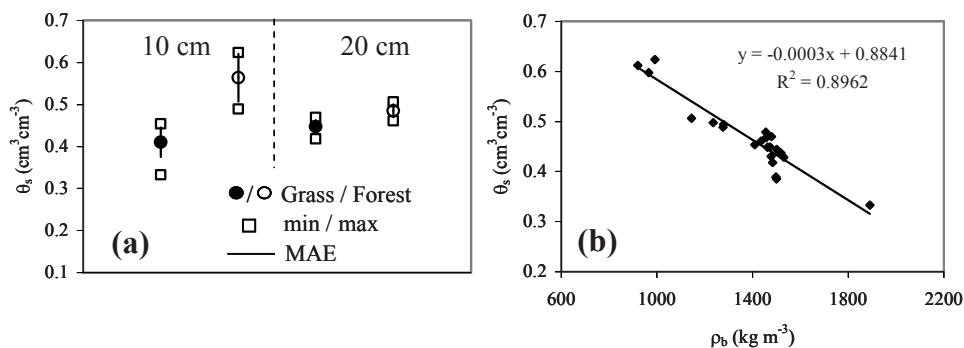 0.7
0.6
0.5
0.4
0.3
0.2
0.1
θs (cm³cm⁻³)
10 cm
20 cm
●/○ Grass / Forest
□ min / max
— MAE
(a)
0.7
0.6
0.5
0.4
0.3
0.2
θs (cm³cm⁻³)
y = -0.0003x + 0.8841
R² = 0.8962
(b)
600
1000
1400
1800
2200
ρb (kg m⁻³)